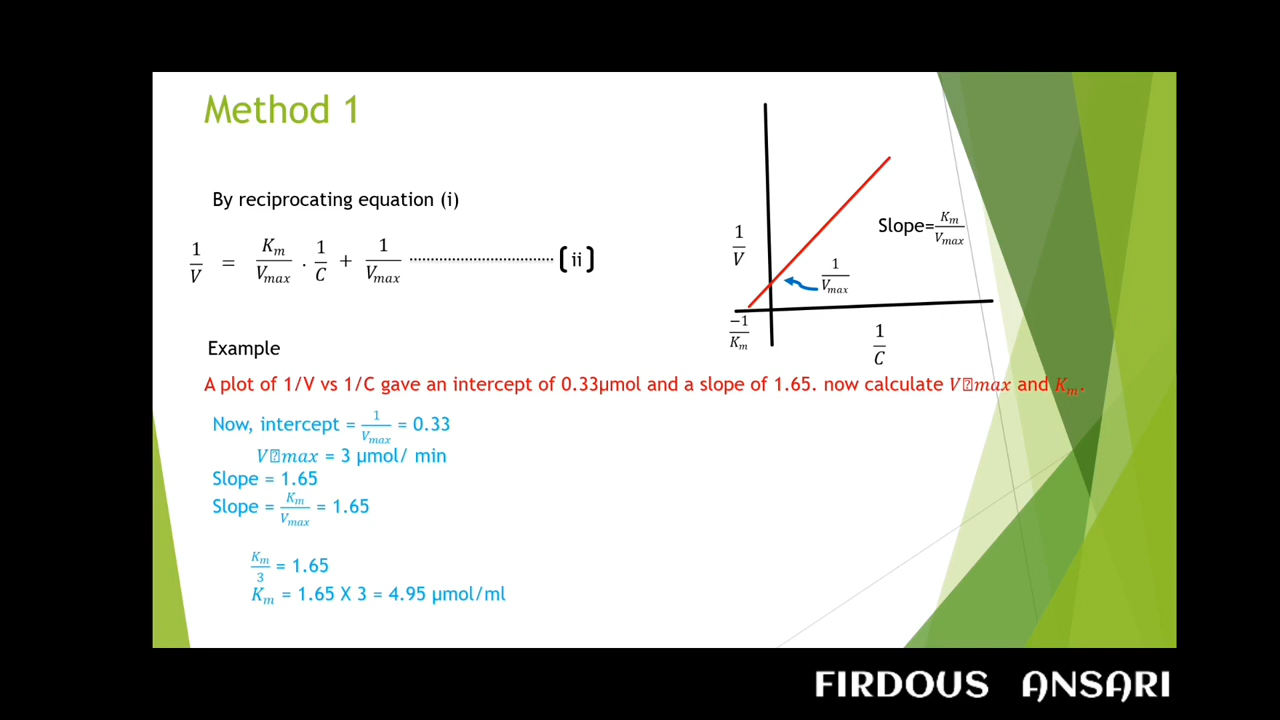 Method 1
By reciprocating equation (i)
1/V = Km/Vmax . 1/C + 1/Vmax ................................ (ii)
1/V
Slope=Km/Vmax
1/Vmax
−1/Km
1/C
Example
A plot of 1/V vs 1/C gave an intercept of 0.33µmol and a slope of 1.65. now calculate V⍰max and Km.
Now, intercept = 1/Vmax = 0.33
V⍰max = 3 µmol/ min
Slope = 1.65
Slope = Km/Vmax = 1.65
Km/3 = 1.65
Km = 1.65 X 3 = 4.95 µmol/ml
FIRDOUS ANSARI